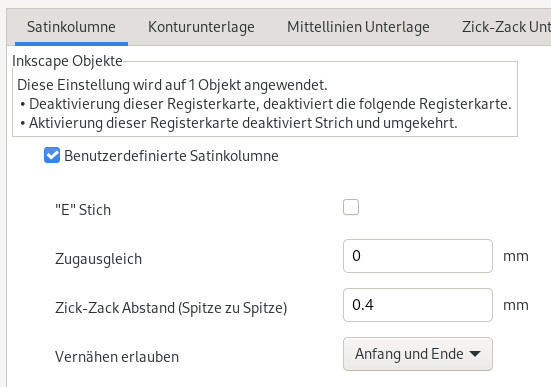 Satinkolumne Konturunterlage Mittellinien Unterlage Zick-Zack Unt
Inkscape Objekte
Diese Einstellung wird auf 1 Objekt angewendet.
• Deaktivierung dieser Registerkarte, deaktiviert die folgende Registerkarte.
• Aktivierung dieser Registerkarte deaktiviert Strich und umgekehrt.
Benutzerdefinierte Satinkolumne
"E" Stich
Zugausgleich 0 mm
Zick-Zack Abstand (Spitze zu Spitze) 0.4 mm
Vernähen erlauben Anfang und Ende